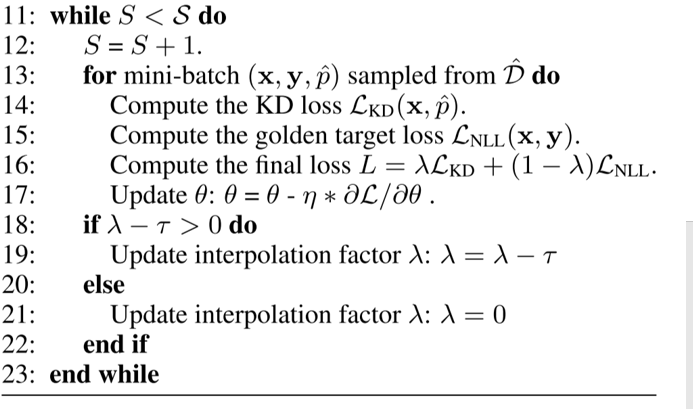 11: while S < 𝒮 do
12: S = S + 1.
13: for mini-batch (x, y, p̂) sampled from 𝒟̂ do
14: Compute the KD loss ℒ_KD(x, p̂).
15: Compute the golden target loss ℒ_NLL(x, y).
16: Compute the final loss L = λℒ_KD + (1 − λ)ℒ_NLL.
17: Update θ: θ = θ - η ∗ ∂ℒ/∂θ .
18: if λ − τ > 0 do
19: Update interpolation factor λ: λ = λ − τ
20: else
21: Update interpolation factor λ: λ = 0
22: end if
23: end while